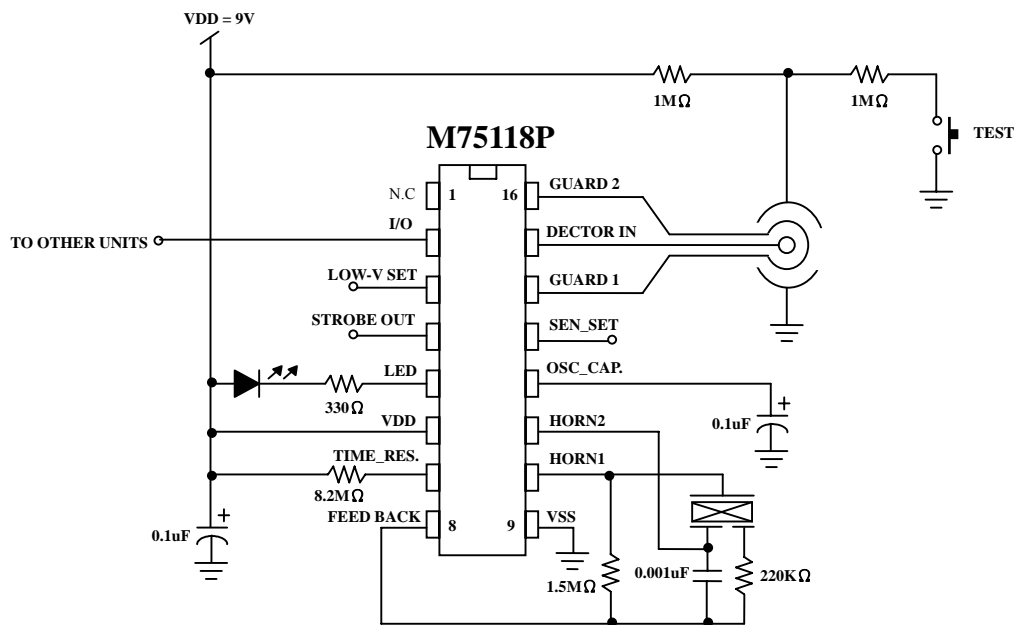 VDD = 9V
1MΩ
1MΩ
TEST
M75118P
N.C
1
16
GUARD 2
I/O
DECTOR IN
TO OTHER UNITS
LOW-V SET
GUARD 1
STROBE OUT
SEN_SET
LED
OSC_CAP.
330Ω
VDD
HORN2
+
0.1uF
TIME_RES.
HORN1
8.2MΩ
FEED BACK
8
9
VSS
+
0.1uF
1.5MΩ
0.001uF
220KΩ